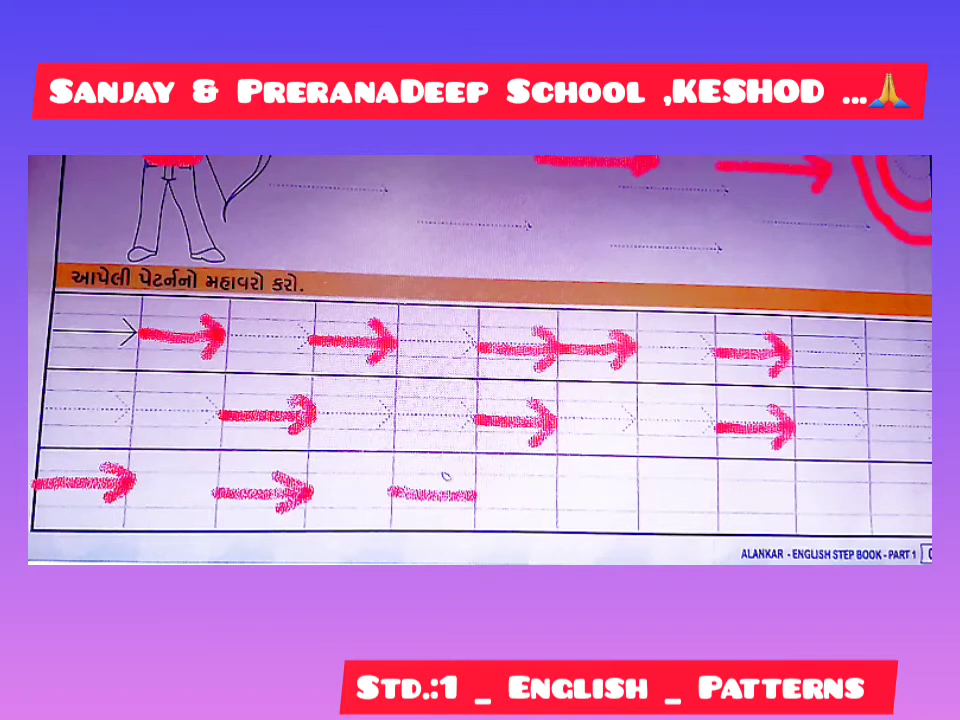 SANJAY & PRERANADEEP SCHOOL ,KESHOD ...🙏
આપેલી પેટર્નનો મહાવરો કરો.
ALANKAR - ENGLISH STEP BOOK - PART 1
STD.:1 _ ENGLISH _ PATTERNS